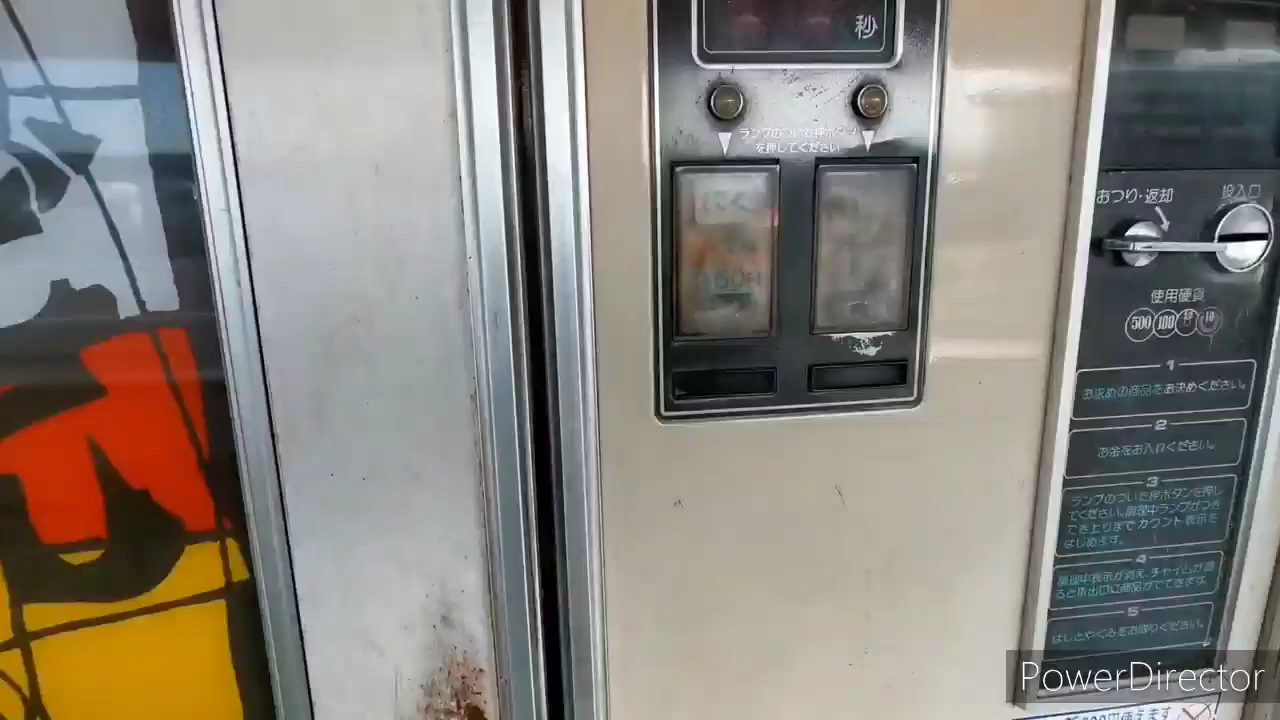 秒
ランプのついた押ボタン
を押してください
おつり・返却
投入口
使用硬貨
500 100 50 10
1
お求めの商品をお決めください。
2
お金をお入れください。
3
ランプのついた押ボタンを押し
てください。調理中ランプがつき
でき上りまでカウント表示を
はじめます。
4
調理中表示が消え、チャイムが鳴
ると取出口に商品がでてきます。
5
はしとやくみをお取りください。
PowerDirector